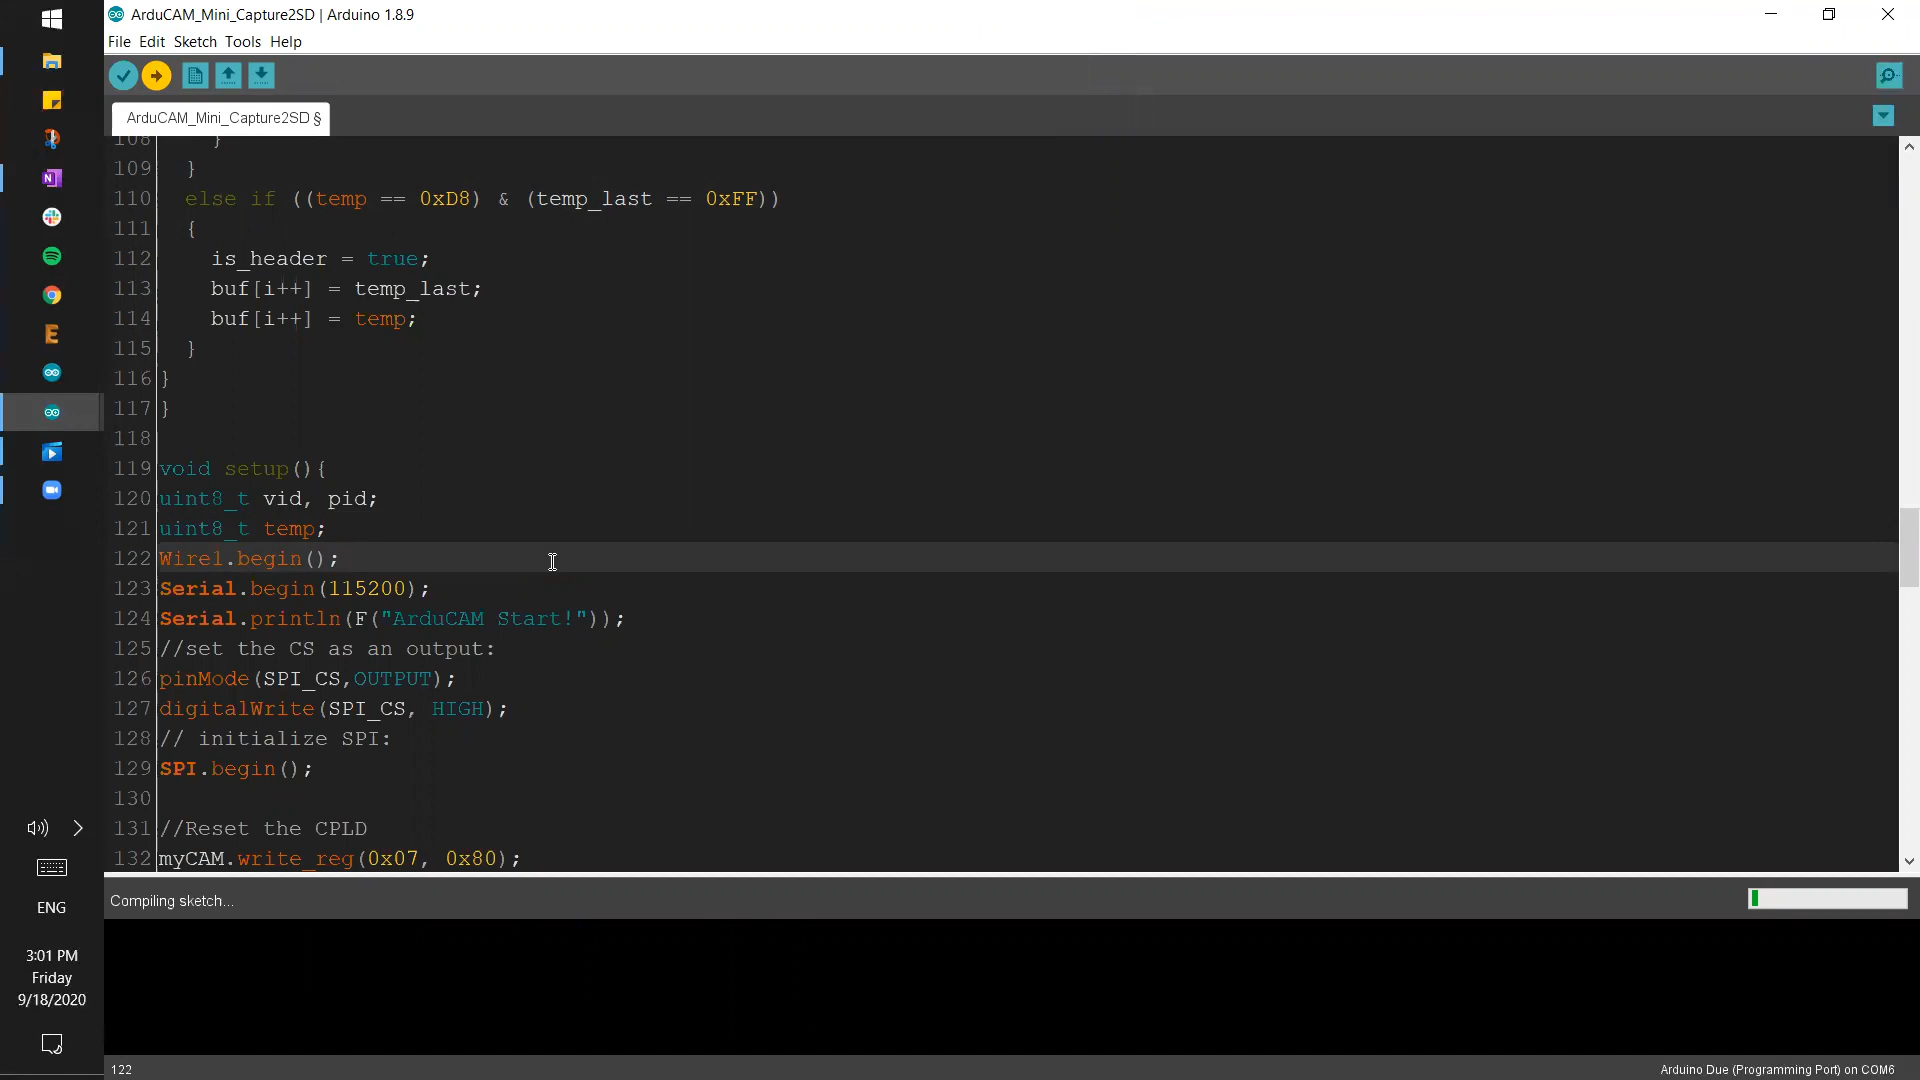 ArduCAM_Mini_Capture2SD | Arduino 1.8.9
File Edit Sketch Tools Help
ArduCAM_Mini_Capture2SD §
108 }
109 }
110 else if ((temp == 0xD8) & (temp_last == 0xFF))
111 {
112 is_header = true;
113 buf[i++] = temp_last;
114 buf[i++] = temp;
115 }
116 }
117 }
118
119 void setup(){
120 uint8_t vid, pid;
121 uint8_t temp;
122 Wire1.begin();
123 Serial.begin(115200);
124 Serial.println(F("ArduCAM Start!"));
125 //set the CS as an output:
126 pinMode(SPI_CS,OUTPUT);
127 digitalWrite(SPI_CS, HIGH);
128 // initialize SPI:
129 SPI.begin();
130
131 //Reset the CPLD
132 myCAM.write_reg(0x07, 0x80);
Compiling sketch...
122
Arduino Due (Programming Port) on COM6
ENG
3:01 PM
Friday
9/18/2020